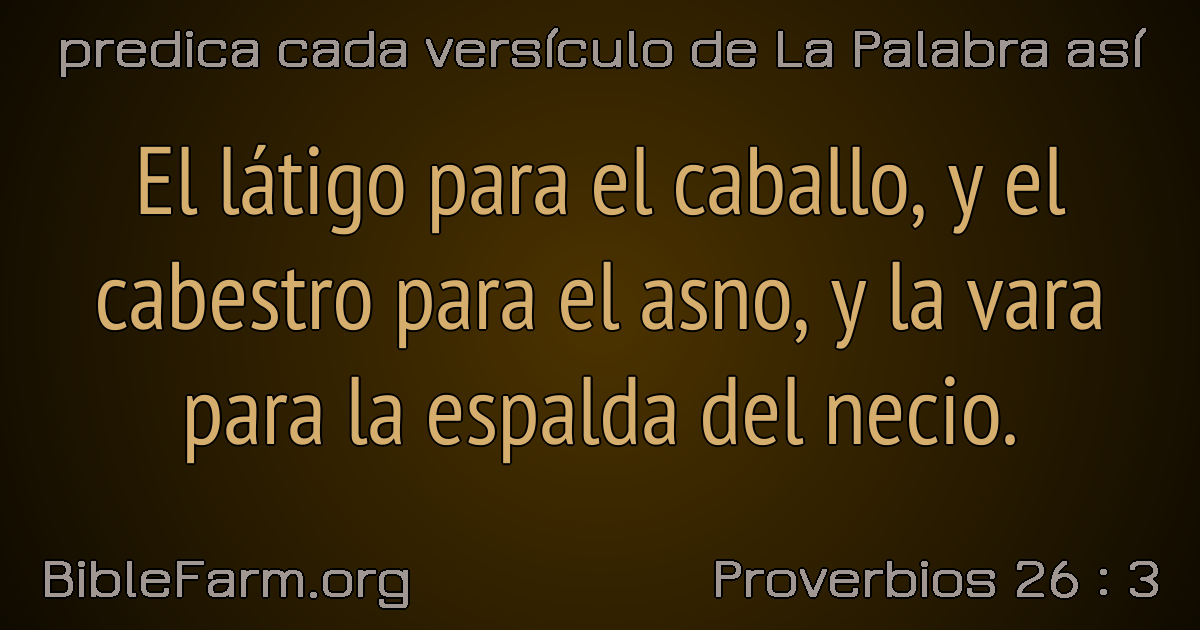 predica cada versículo de La Palabra así
El látigo para el caballo, y el
cabestro para el asno, y la vara
para la espalda del necio.
BibleFarm.org
Proverbios 26 : 3